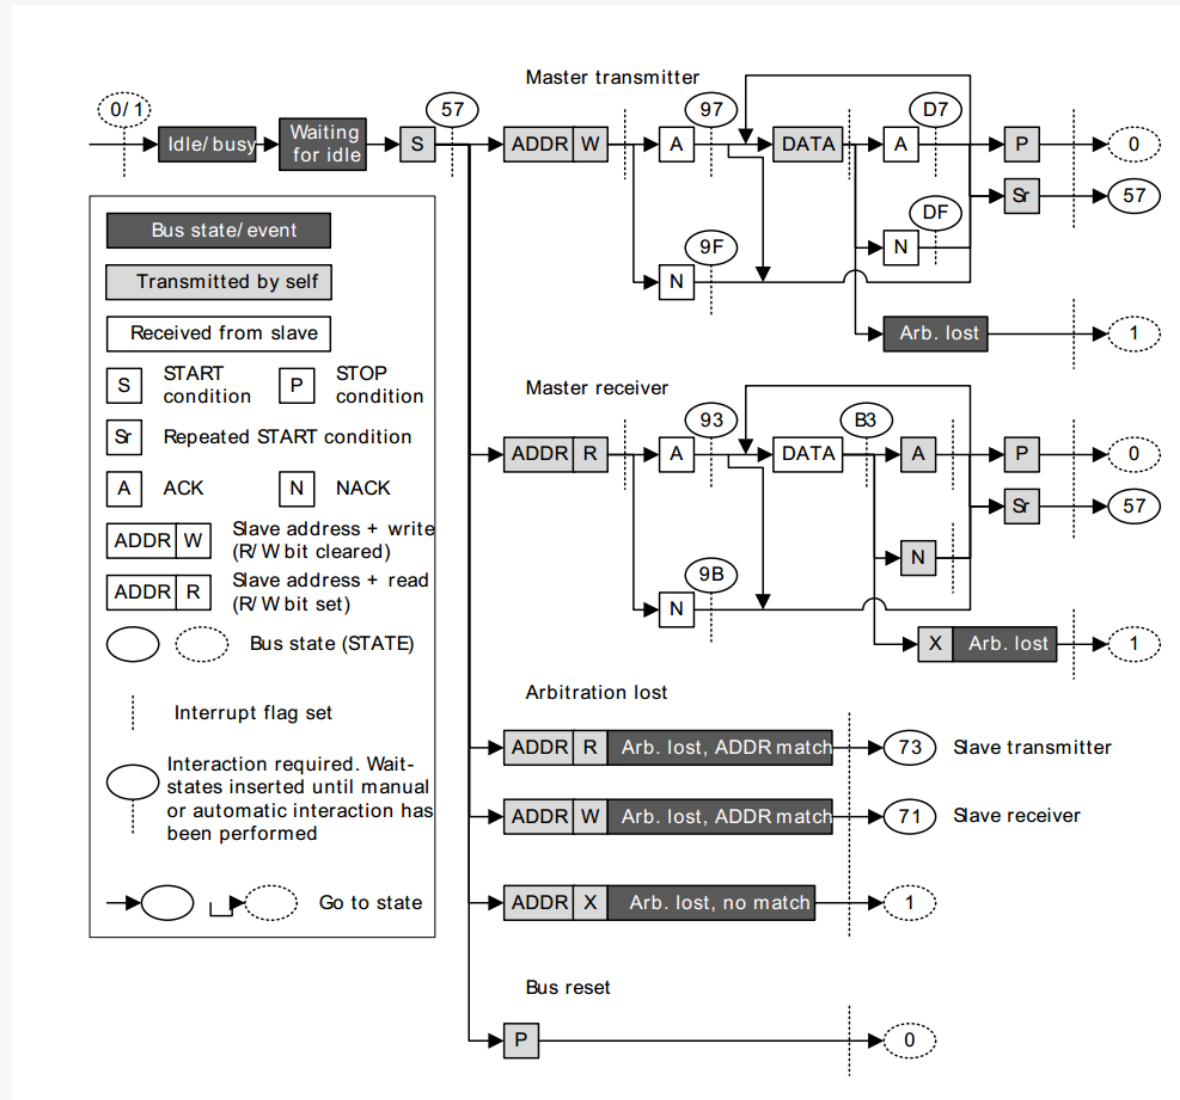 Master transmitter
0/ 1
57
97
D7
Idle/ busy
Waiting
for idle
S
ADDR W
A
DATA
A
P
0
Sr
57
DF
9F
N
N
Arb. lost
1
Bus state/ event
Transmitted by self
Received from slave
S
START
condition
P
STOP
condition
Sr
Repeated START condition
A
ACK
N
NACK
ADDR W
Slave address + write
(R/ W bit cleared)
ADDR R
Slave address + read
(R/ W bit set)
Bus state (STATE)
Interrupt flag set
Interaction required. Wait-
states inserted until manual
or automatic interaction has
been performed
Go to state
Master receiver
93
B3
ADDR R
A
DATA
A
P
0
Sr
57
9B
N
N
X
Arb. lost
1
Arbitration lost
ADDR R Arb. lost, ADDR match
73
Slave transmitter
ADDR W Arb. lost, ADDR match
71
Slave receiver
ADDR X Arb. lost, no match
1
Bus reset
P
0